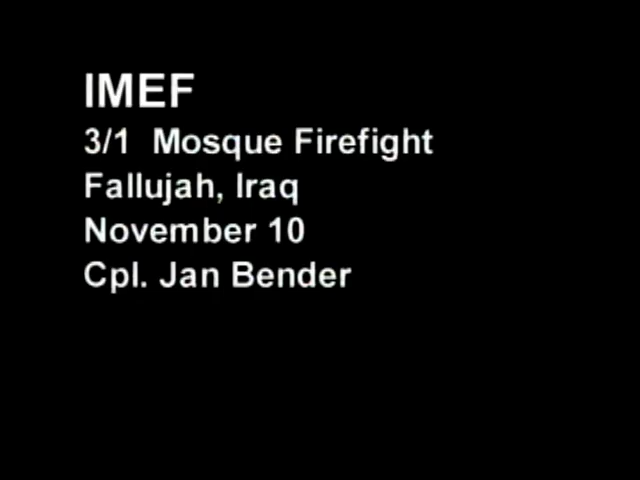 IMEF
3/1 Mosque Firefight
Fallujah, Iraq
November 10
Cpl. Jan Bender